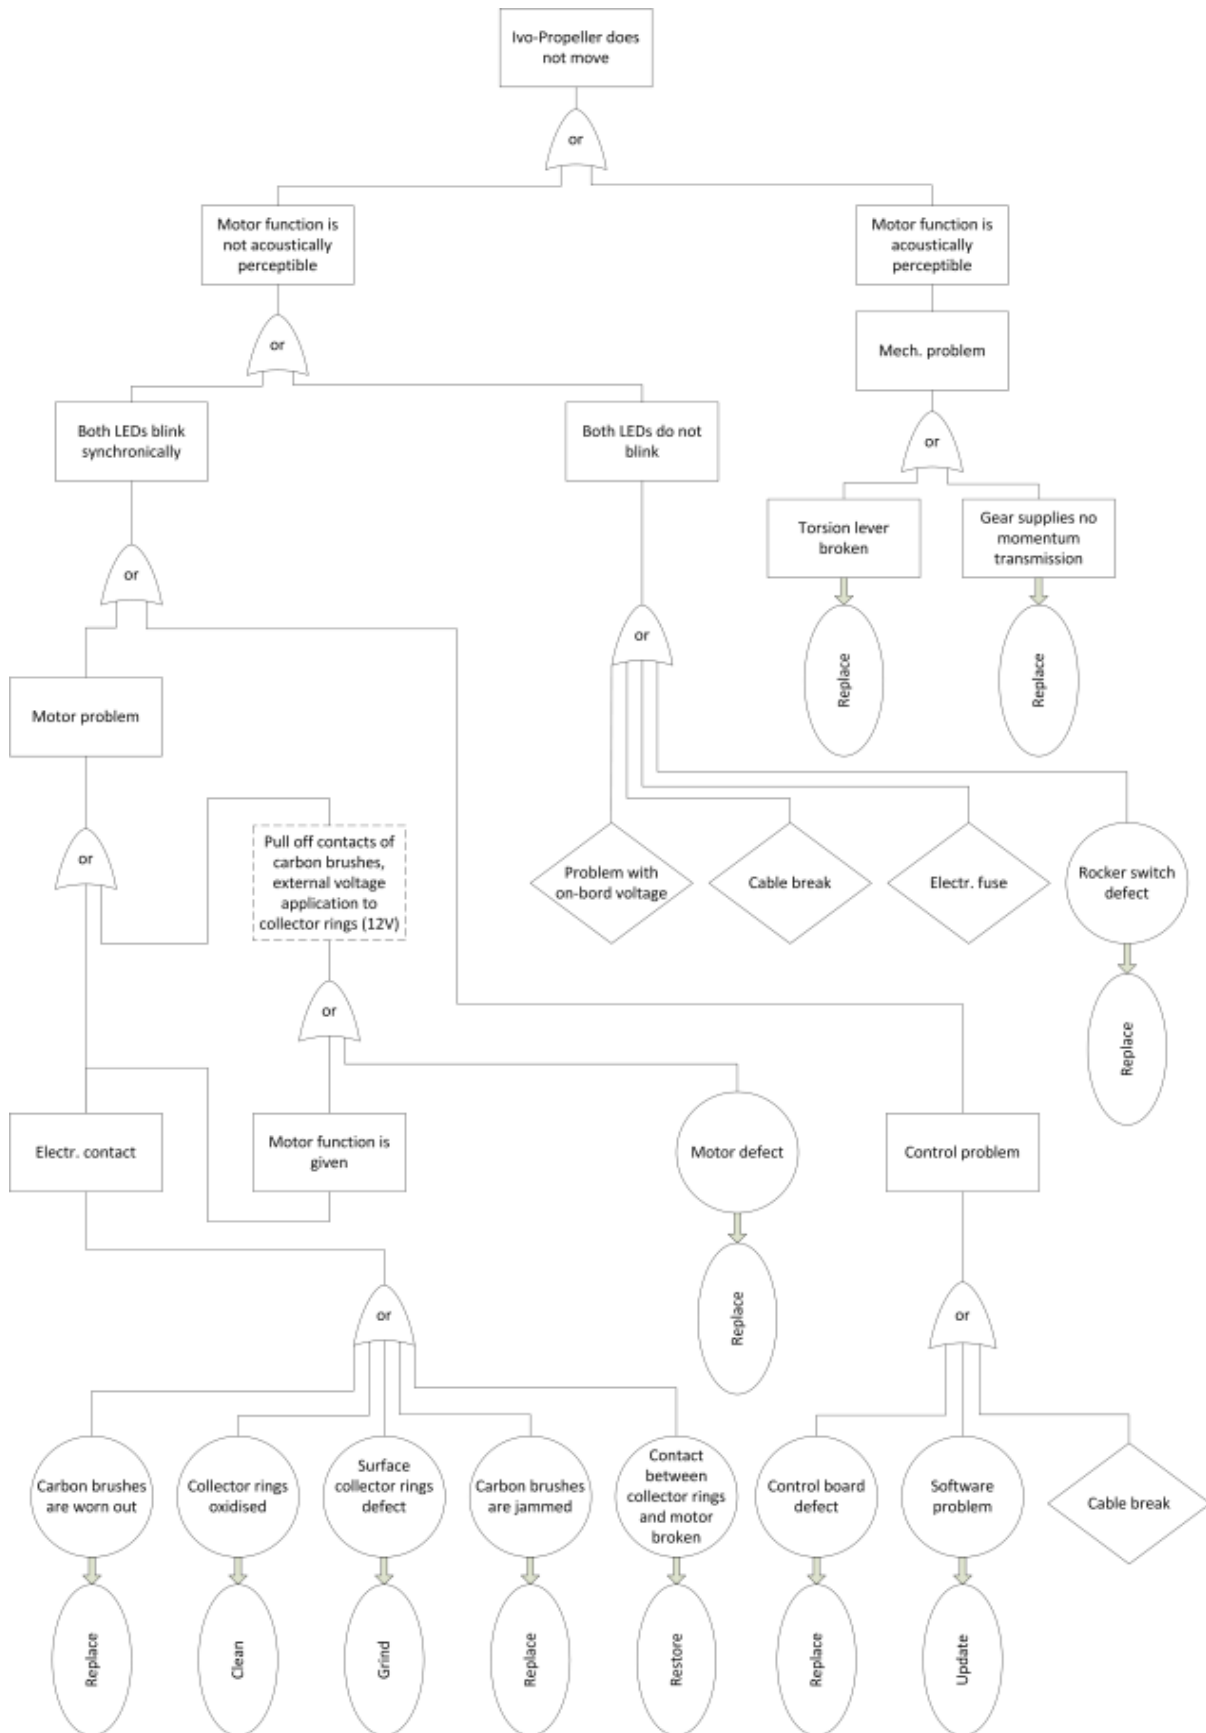 Ivo-Propeller does
not move
or
Motor function is
not acoustically
perceptible
Motor function is
acoustically
perceptible
or
Mech. problem
Both LEDs blink
synchronically
Both LEDs do not
blink
or
Torsion lever
broken
Gear supplies no
momentum
transmission
or
or
Replace
Replace
Motor problem
or
Pull off contacts of
carbon brushes,
external voltage
application to
collector rings (12V)
Problem with
on-bord voltage
Cable break
Electr. fuse
Rocker switch
defect
or
Replace
Electr. contact
Motor function is
given
Motor defect
Control problem
Replace
or
or
Carbon brushes
are worn out
Collector rings
oxidised
Surface
collector rings
defect
Carbon brushes
are jammed
Contact
between
collector rings
and motor
broken
Control board
defect
Software
problem
Cable break
Replace
Clean
Grind
Replace
Restore
Replace
Update